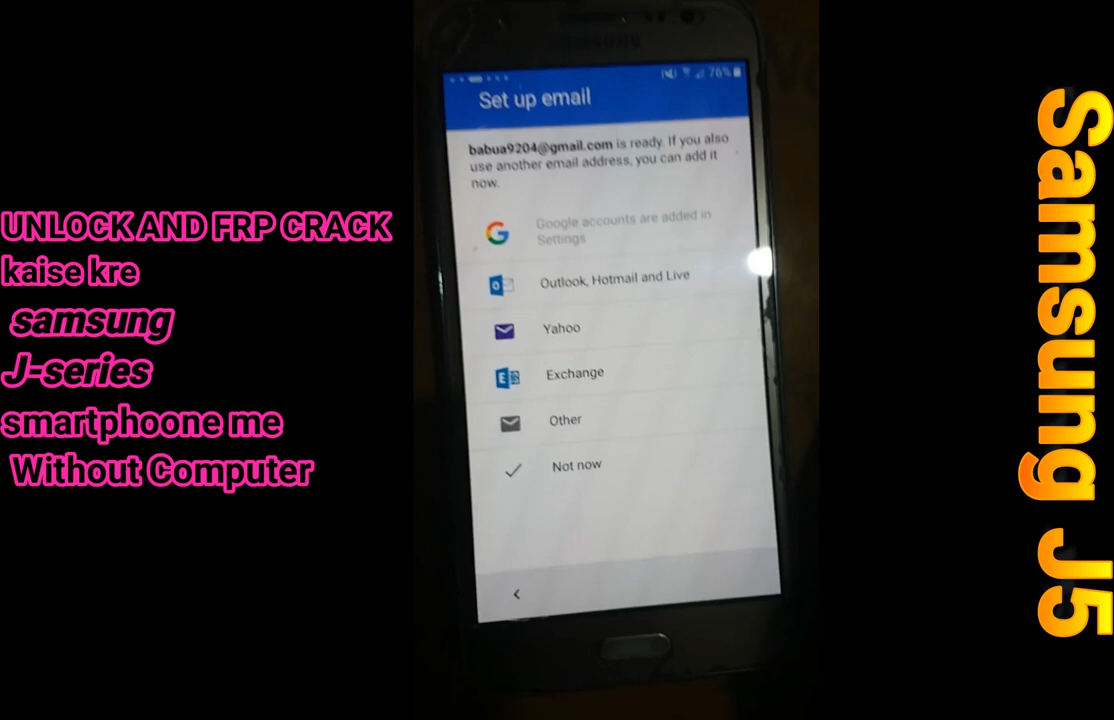 UNLOCK AND FRP CRACK
kaise kre
samsung
J-series
smartphoone me
Without Computer
SAMSUNG
76%
Set up email
babua9204@gmail.com is ready. If you also
use another email address, you can add it
now.
Google accounts are added in
Settings
Outlook, Hotmail and Live
Yahoo
Exchange
Other
Not now
Samsung J5